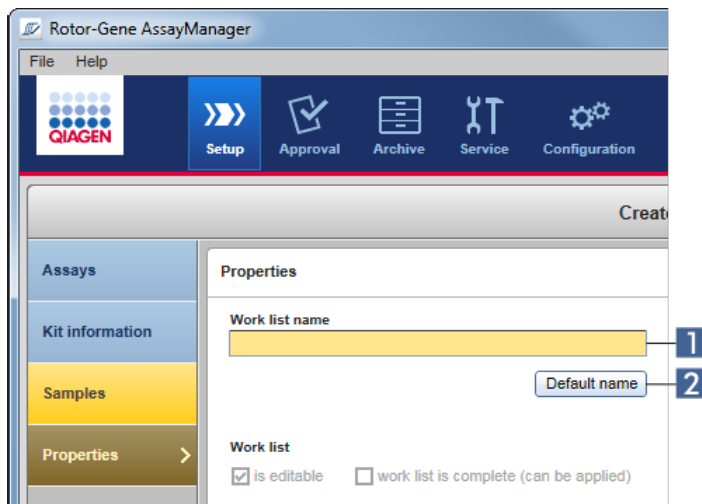 Rotor-Gene AssayManager
File Help
QIAGEN
Setup Approval Archive Service Configuration
Assays
Properties
Kit information
Work list name
1
Samples
Default name
2
Properties
Work list
is editable work list is complete (can be applied)